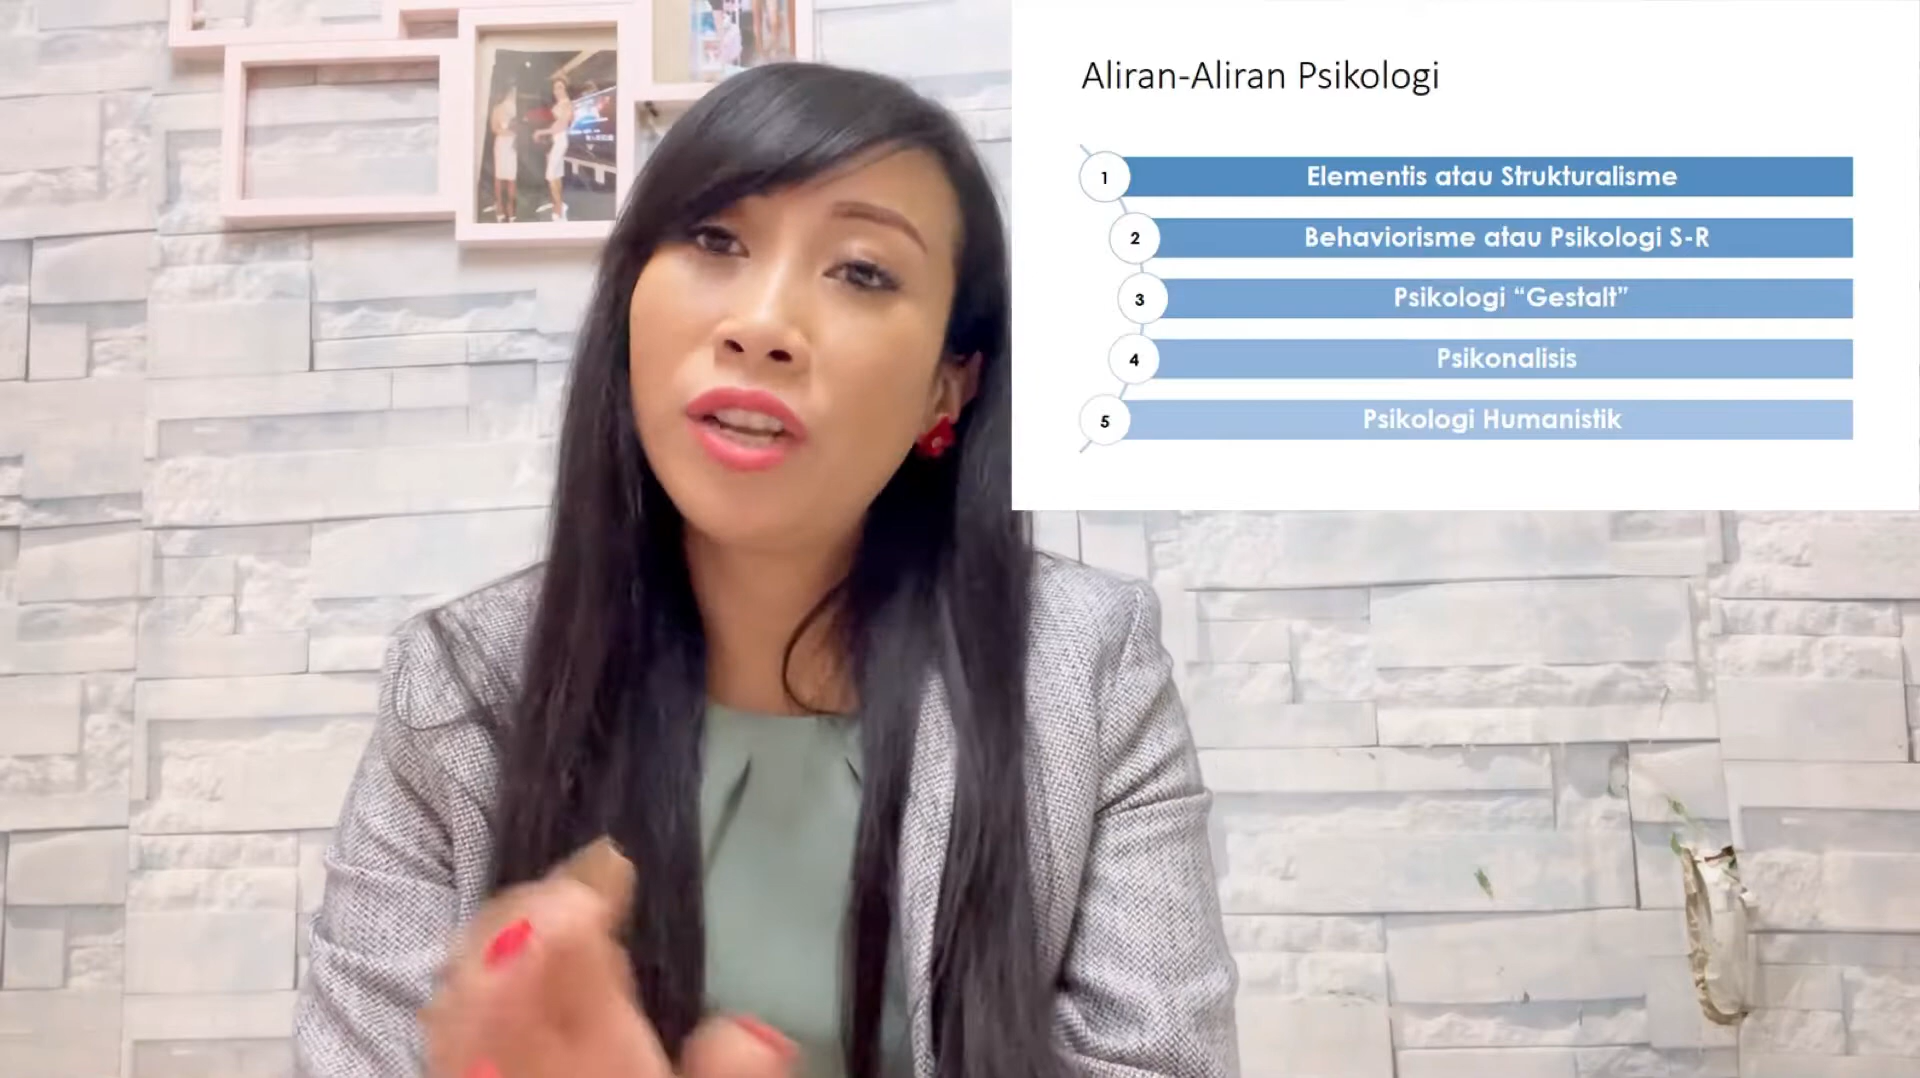 Aliran-Aliran Psikologi
1 Elementis atau Strukturalisme
2 Behaviorisme atau Psikologi S-R
3 Psikologi “Gestalt”
4 Psikonalisis
5 Psikologi Humanistik